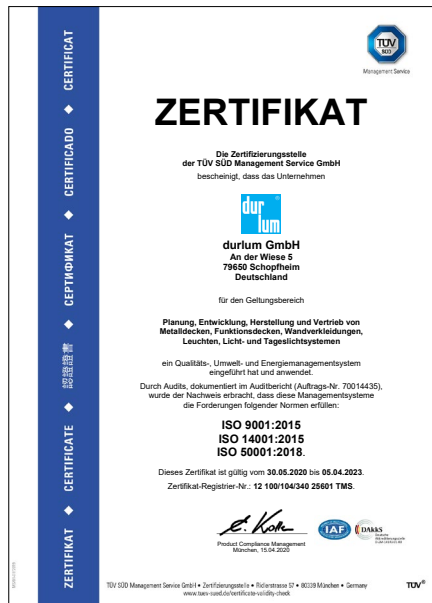 TÜV
SÜD
Management Service
ZERTIFIKAT
Die Zertifizierungsstelle
der TÜV SÜD Management Service GmbH
bescheinigt, dass das Unternehmen
dur
lum
durlum GmbH
An der Wiese 5
79650 Schopfheim
Deutschland
für den Geltungsbereich
Planung, Entwicklung, Herstellung und Vertrieb von
Metalldecken, Funktionsdecken, Wandverkleidungen,
Leuchten, Licht- und Tageslichtsystemen
ein Qualitäts-, Umwelt- und Energiemanagementsystem
eingeführt hat und anwendet.
Durch Audits, dokumentiert im Auditbericht (Auftrags-Nr. 70014435),
wurde der Nachweis erbracht, dass diese Managementsysteme
die Forderungen folgender Normen erfüllen:
ISO 9001:2015
ISO 14001:2015
ISO 50001:2018.
Dieses Zertifikat ist gültig vom 30.05.2020 bis 05.04.2023.
Zertifikat-Registrier-Nr.: 12 100/104/340 25601 TMS.
Product Compliance Management
München, 15.04.2020
IAF
DAkkS
TÜV SÜD Management Service GmbH • Zertifizierungsstelle • Ridlerstrasse 57 • 80339 München • Germany
www.tuev-sued.de/certificate-validity-check
TÜV®
ZERTIFIKAT ◆ CERTIFICATE ◆ 認證證書 ◆ СЕРТИФИКАТ ◆ CERTIFICADO ◆ CERTIFICAT